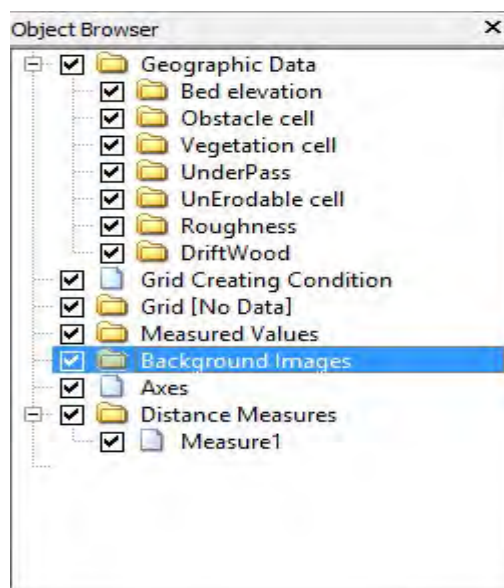 Object Browser
Geographic Data
Bed elevation
Obstacle cell
Vegetation cell
UnderPass
UnErodable cell
Roughness
DriftWood
Grid Creating Condition
Grid [No Data]
Measured Values
Background Images
Axes
Distance Measures
Measure1